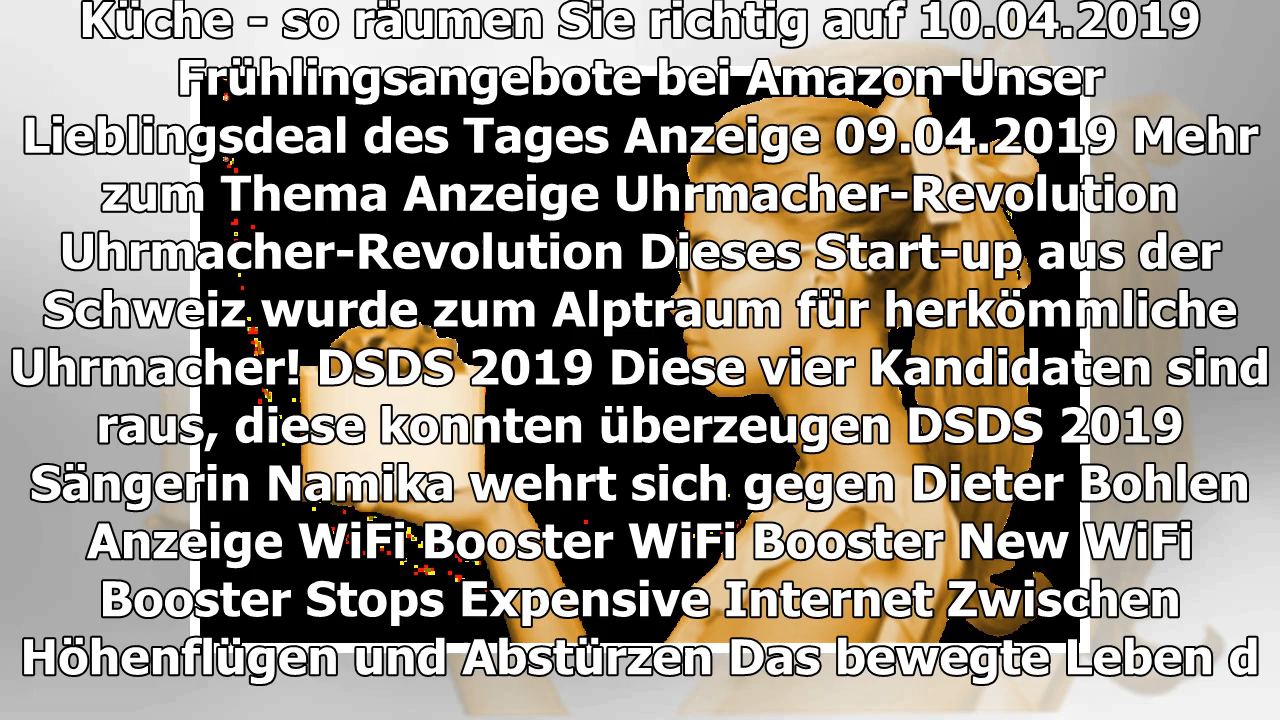 Küche - so räumen Sie richtig auf 10.04.2019
Frühlingsangebote bei Amazon Unser
Lieblingsdeal des Tages Anzeige 09.04.2019 Mehr
zum Thema Anzeige Uhrmacher-Revolution
Uhrmacher-Revolution Dieses Start-up aus der
Schweiz wurde zum Alptraum für herkömmliche
Uhrmacher! DSDS 2019 Diese vier Kandidaten sind
raus, diese konnten überzeugen DSDS 2019
Sängerin Namika wehrt sich gegen Dieter Bohlen
Anzeige WiFi Booster WiFi Booster New WiFi
Booster Stops Expensive Internet Zwischen
Höhenflügen und Abstürzen Das bewegte Leben d